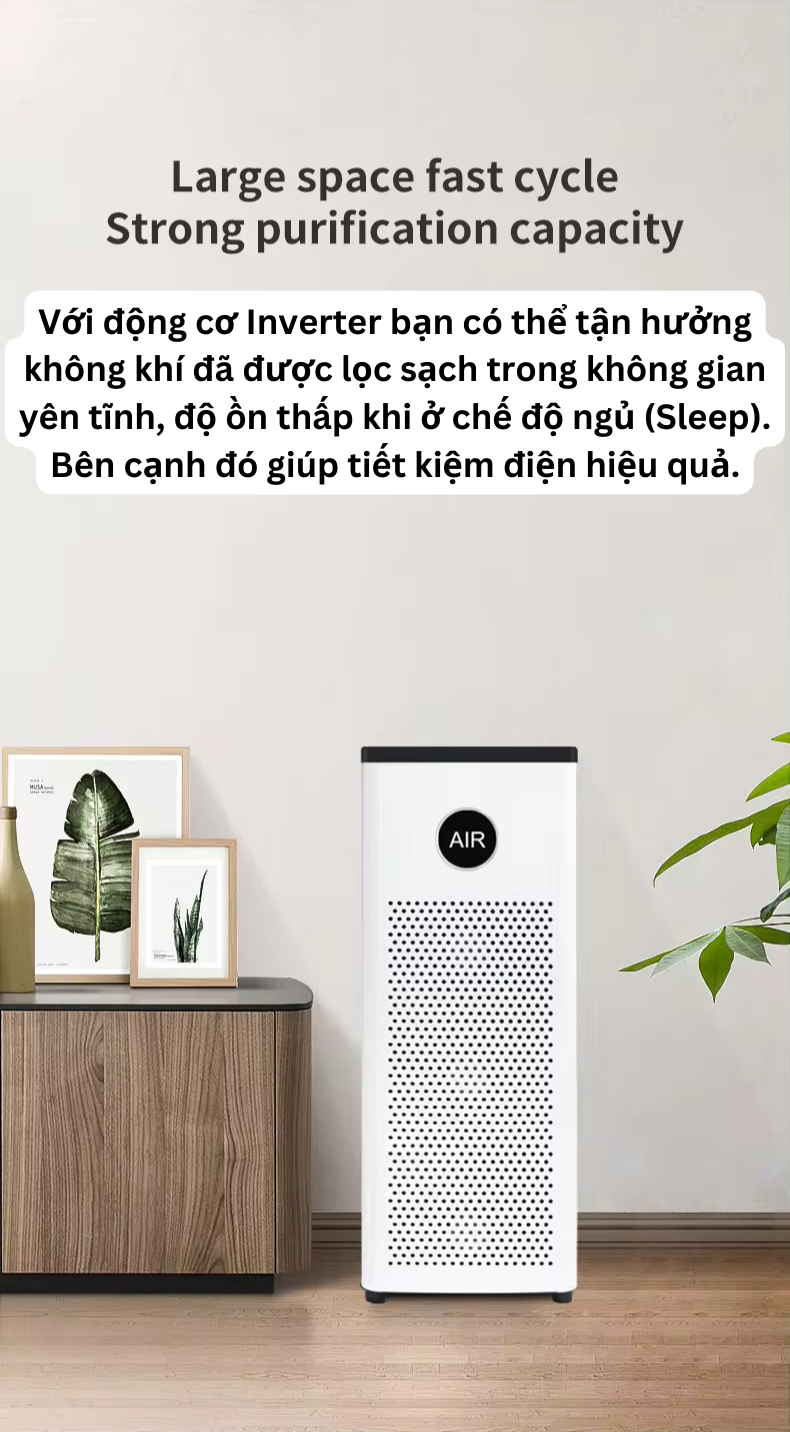 Large space fast cycle
Strong purification capacity
Với động cơ Inverter bạn có thể tận hưởng
không khí đã được lọc sạch trong không gian
yên tĩnh, độ ồn thấp khi ở chế độ ngủ (Sleep).
Bên cạnh đó giúp tiết kiệm điện hiệu quả.
MUSA
AIR